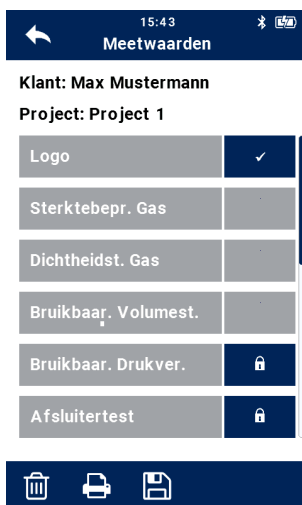 15:43
Meetwaarden
Klant: Max Mustermann
Project: Project 1
Logo
Sterktebepr. Gas
Dichtheidst. Gas
Bruikbaar. Volumest.
Bruikbaar. Drukver.
Afsluitertest